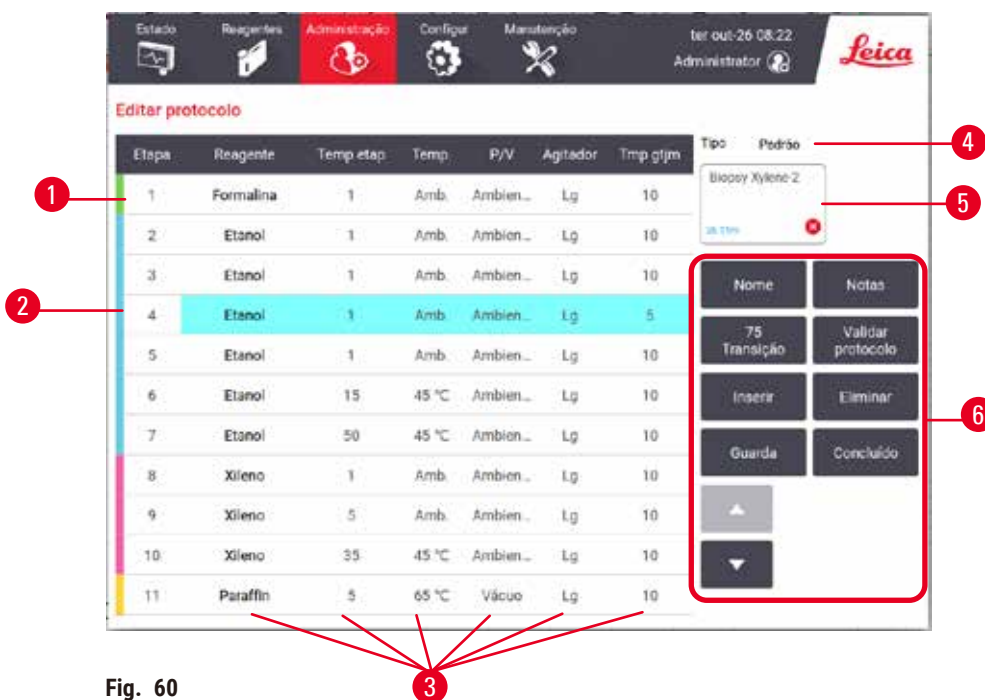 Estado Reagentes Administração Configur Manutenção ter out-26 08:22
Administrator
Leica
Editar protocolo
Etapa Reagente Temp etap Temp. P/V Agitador Tmp gtjm
1 Formalina 1 Amb. Ambien... Lg 10
2 Etanol 1 Amb. Ambien... Lg 10
3 Etanol 1 Amb. Ambien... Lg 10
4 Etanol 1 Amb. Ambien... Lg 5
5 Etanol 1 Amb. Ambien... Lg 10
6 Etanol 15 45 °C Ambien... Lg 10
7 Etanol 50 45 °C Ambien... Lg 10
8 Xileno 1 Amb. Ambien... Lg 10
9 Xileno 5 Amb. Ambien... Lg 10
10 Xileno 35 45 °C Ambien... Lg 10
11 Paraffin 5 65 °C Vácuo Lg 10
Tipo Padrão
Biopsy Xylene-2
Nome Notas
75 Transição
Validar protocolo
Inserir Eliminar
Guarda Concluído
1
2
3
4
5
6
Fig. 60